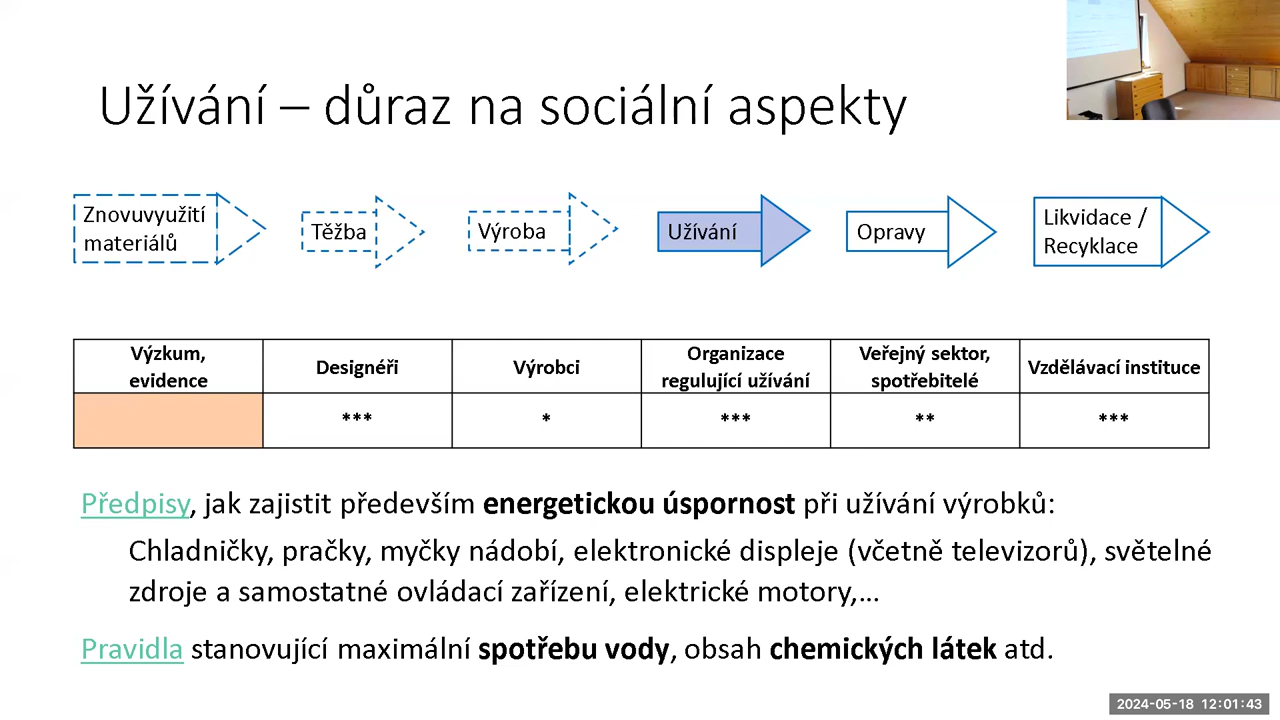 Užívání – důraz na sociální aspekty
Znovuvyužití
materiálů
Těžba
Výroba
Užívání
Opravy
Likvidace /
Recyklace
Výzkum,
evidence
Designéři
Výrobci
Organizace
regulující užívání
Veřejný sektor,
spotřebitelé
Vzdělávací instituce
***
*
***
**
***
Předpisy, jak zajistit především energetickou úspornost při užívání výrobků:
Chladničky, pračky, myčky nádobí, elektronické displeje (včetně televizorů), světelné
zdroje a samostatné ovládací zařízení, elektrické motory,…
Pravidla stanovující maximální spotřebu vody, obsah chemických látek atd.
2024-05-18 12:01:43